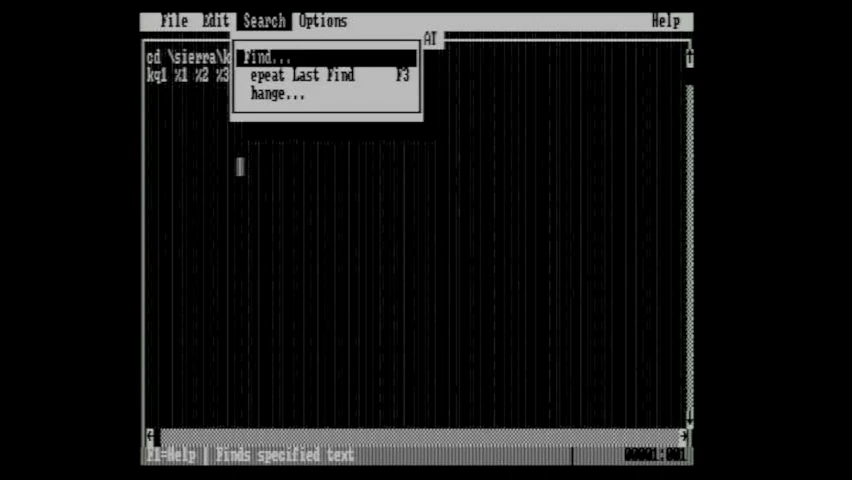 File Edit Search Options Help
AI
cd \sierra\k
kq1 %1 %2 %3
Find...
epeat Last Find F3
hange...
F1=Help Finds specified text
00001:001